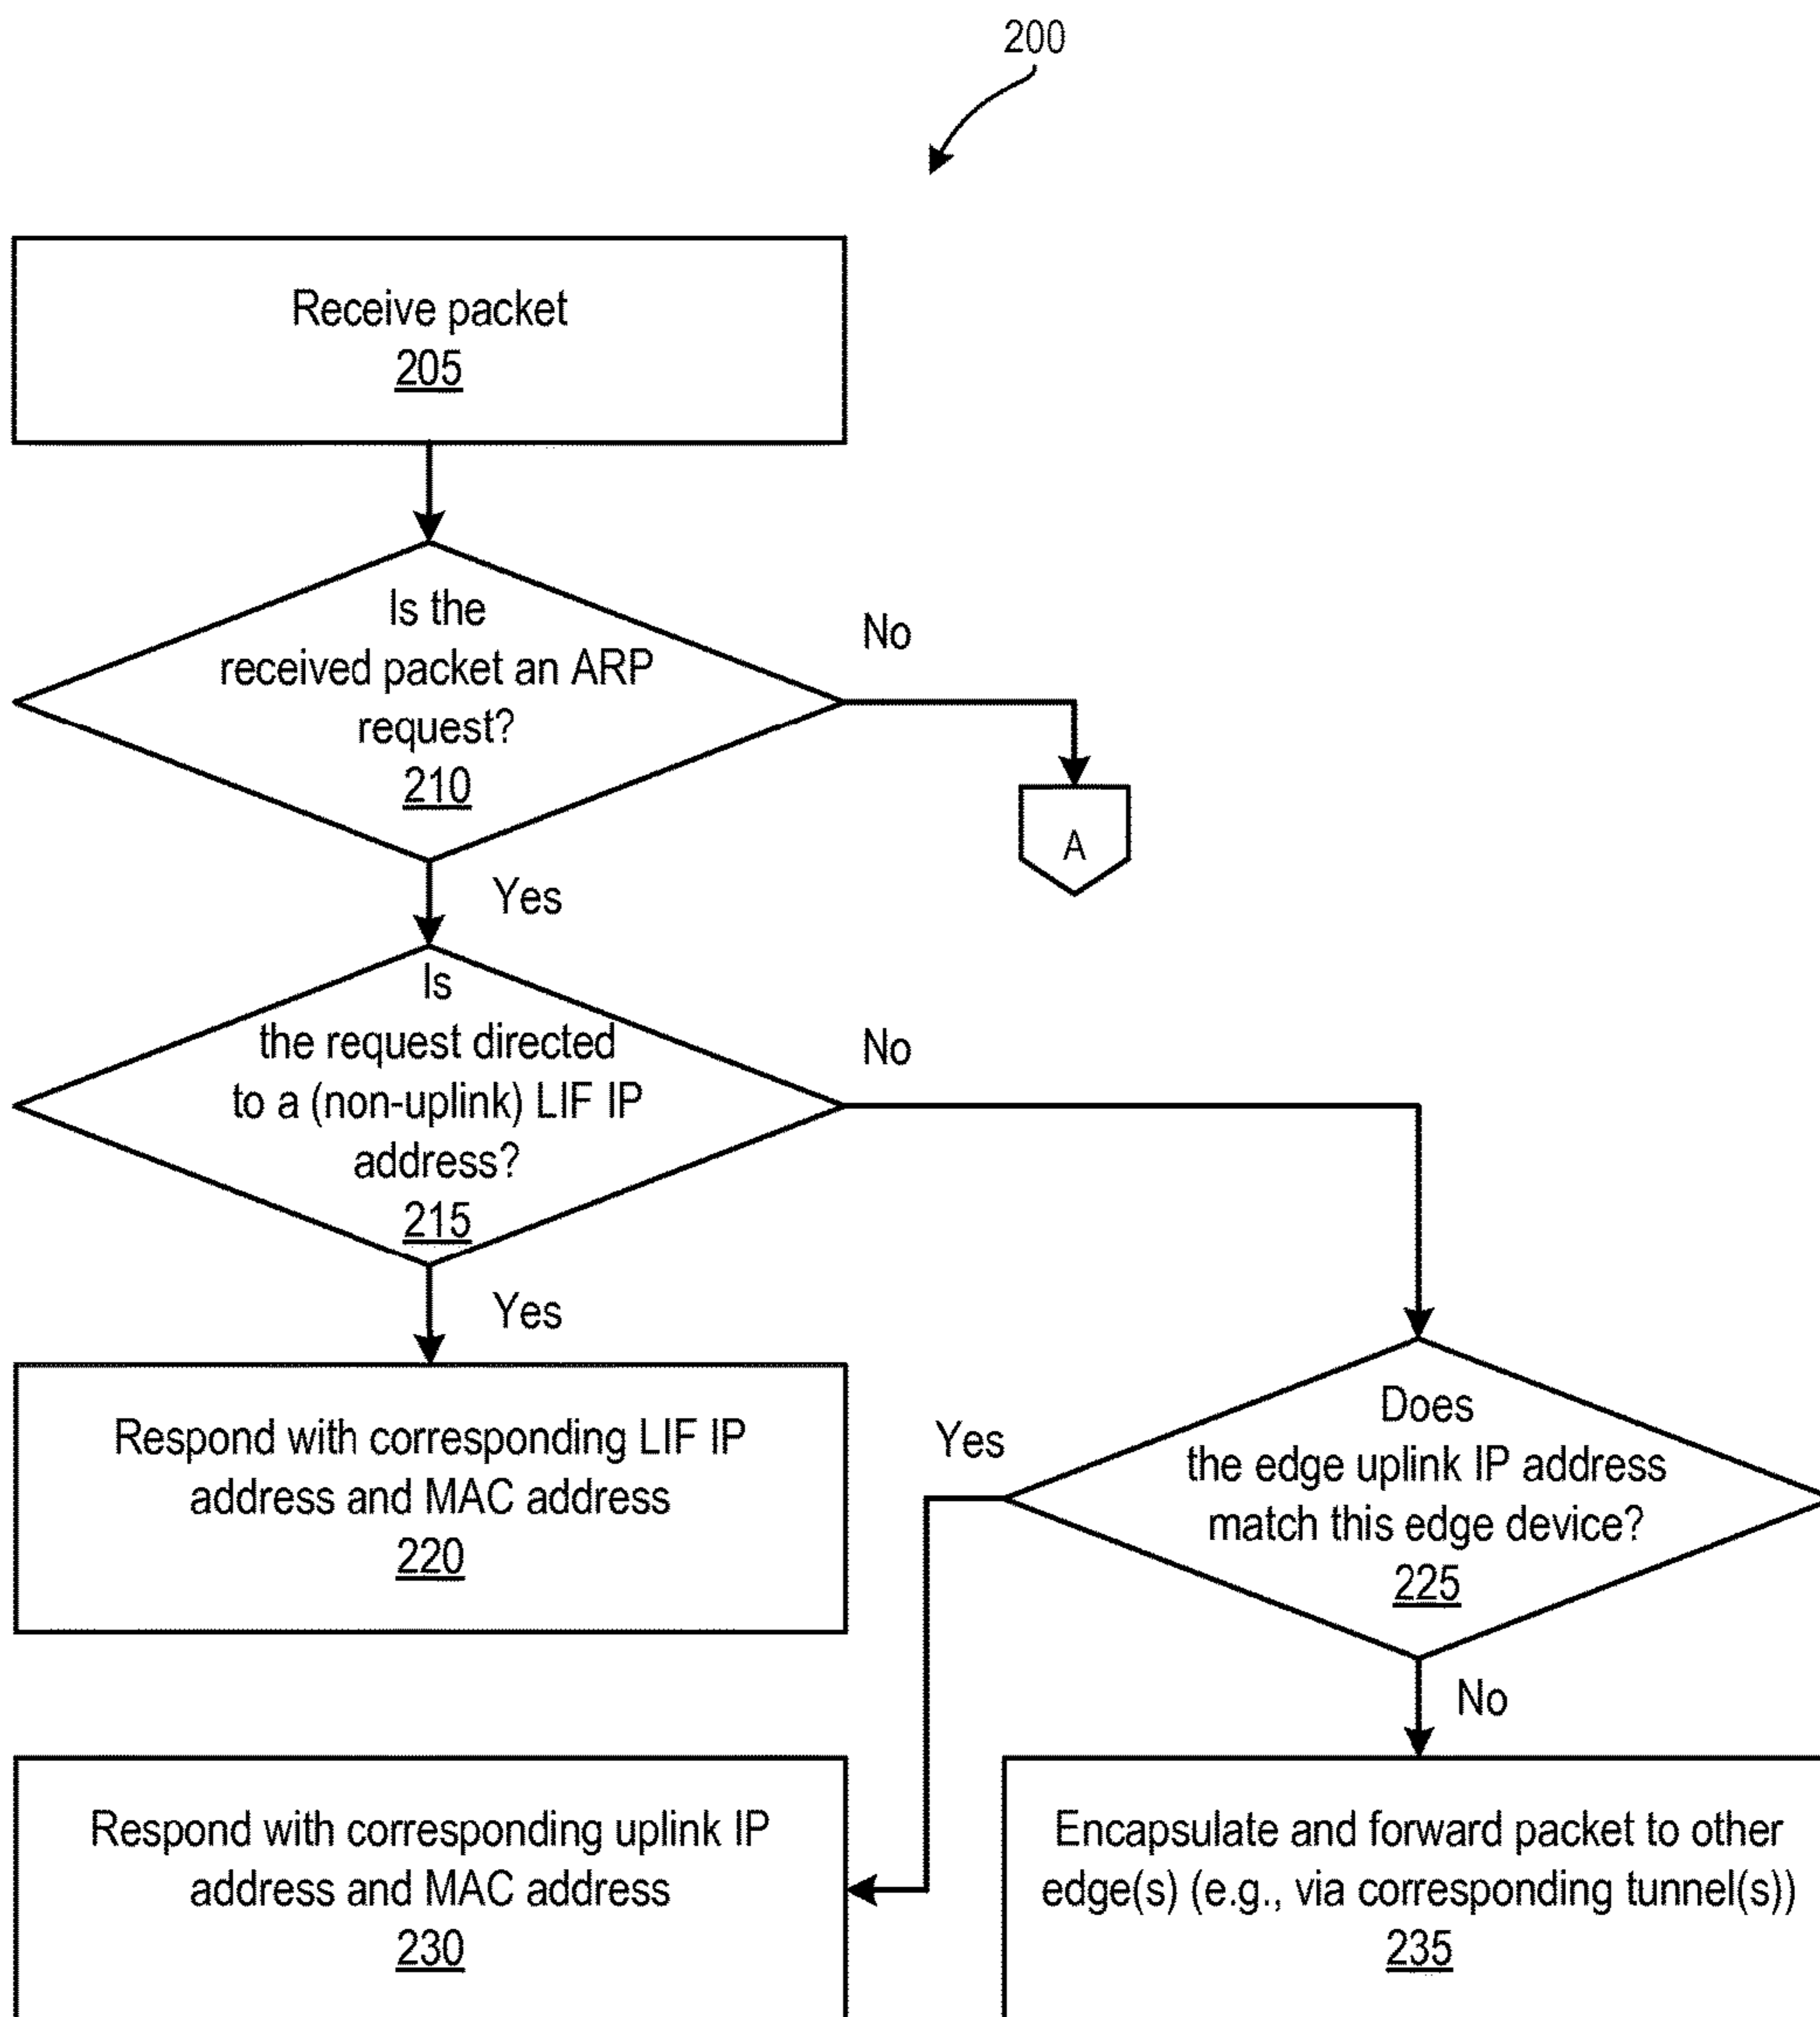 200
Receive packet
205
Is the
received packet an ARP
request?
210
No
A
Yes
Is
the request directed
to a (non-uplink) LIF IP
address?
215
No
Yes
Respond with corresponding LIF IP
address and MAC address
220
Does
the edge uplink IP address
match this edge device?
225
Yes
No
Respond with corresponding uplink IP
address and MAC address
230
Encapsulate and forward packet to other
edge(s) (e.g., via corresponding tunnel(s))
235